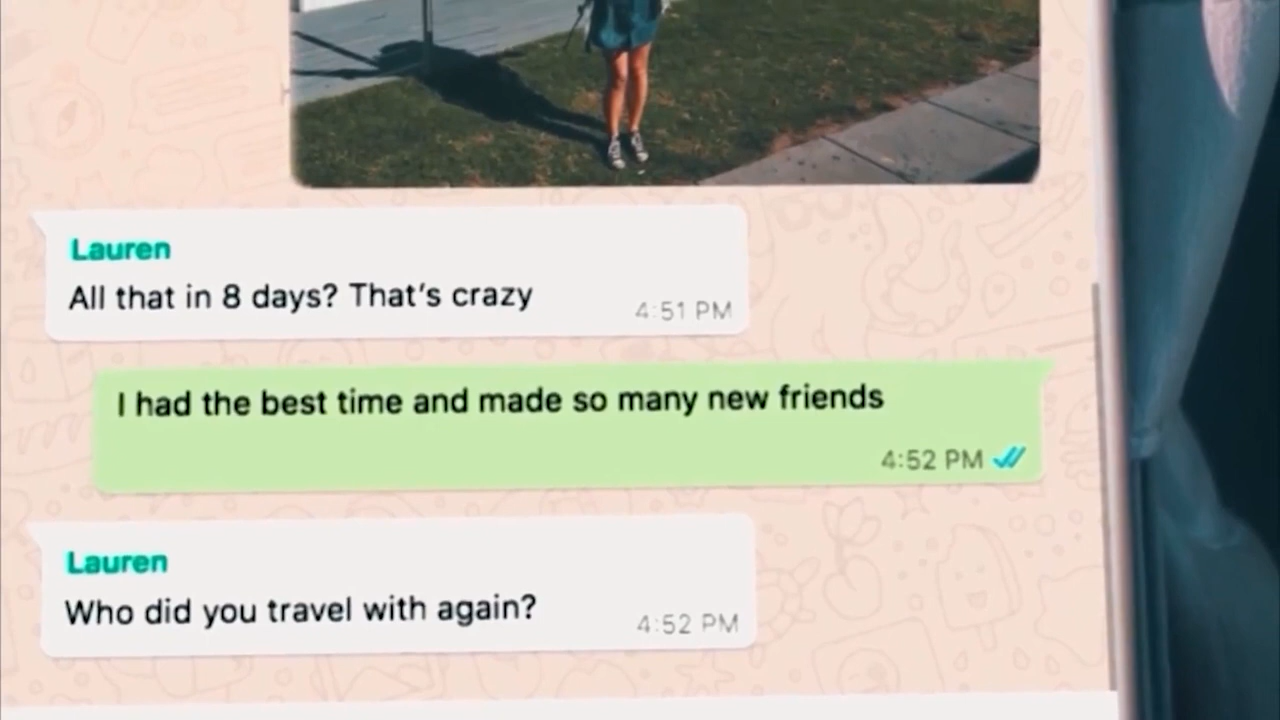 Lauren
All that in 8 days? That's crazy
4:51 PM
I had the best time and made so many new friends
4:52 PM
Lauren
Who did you travel with again?
4:52 PM